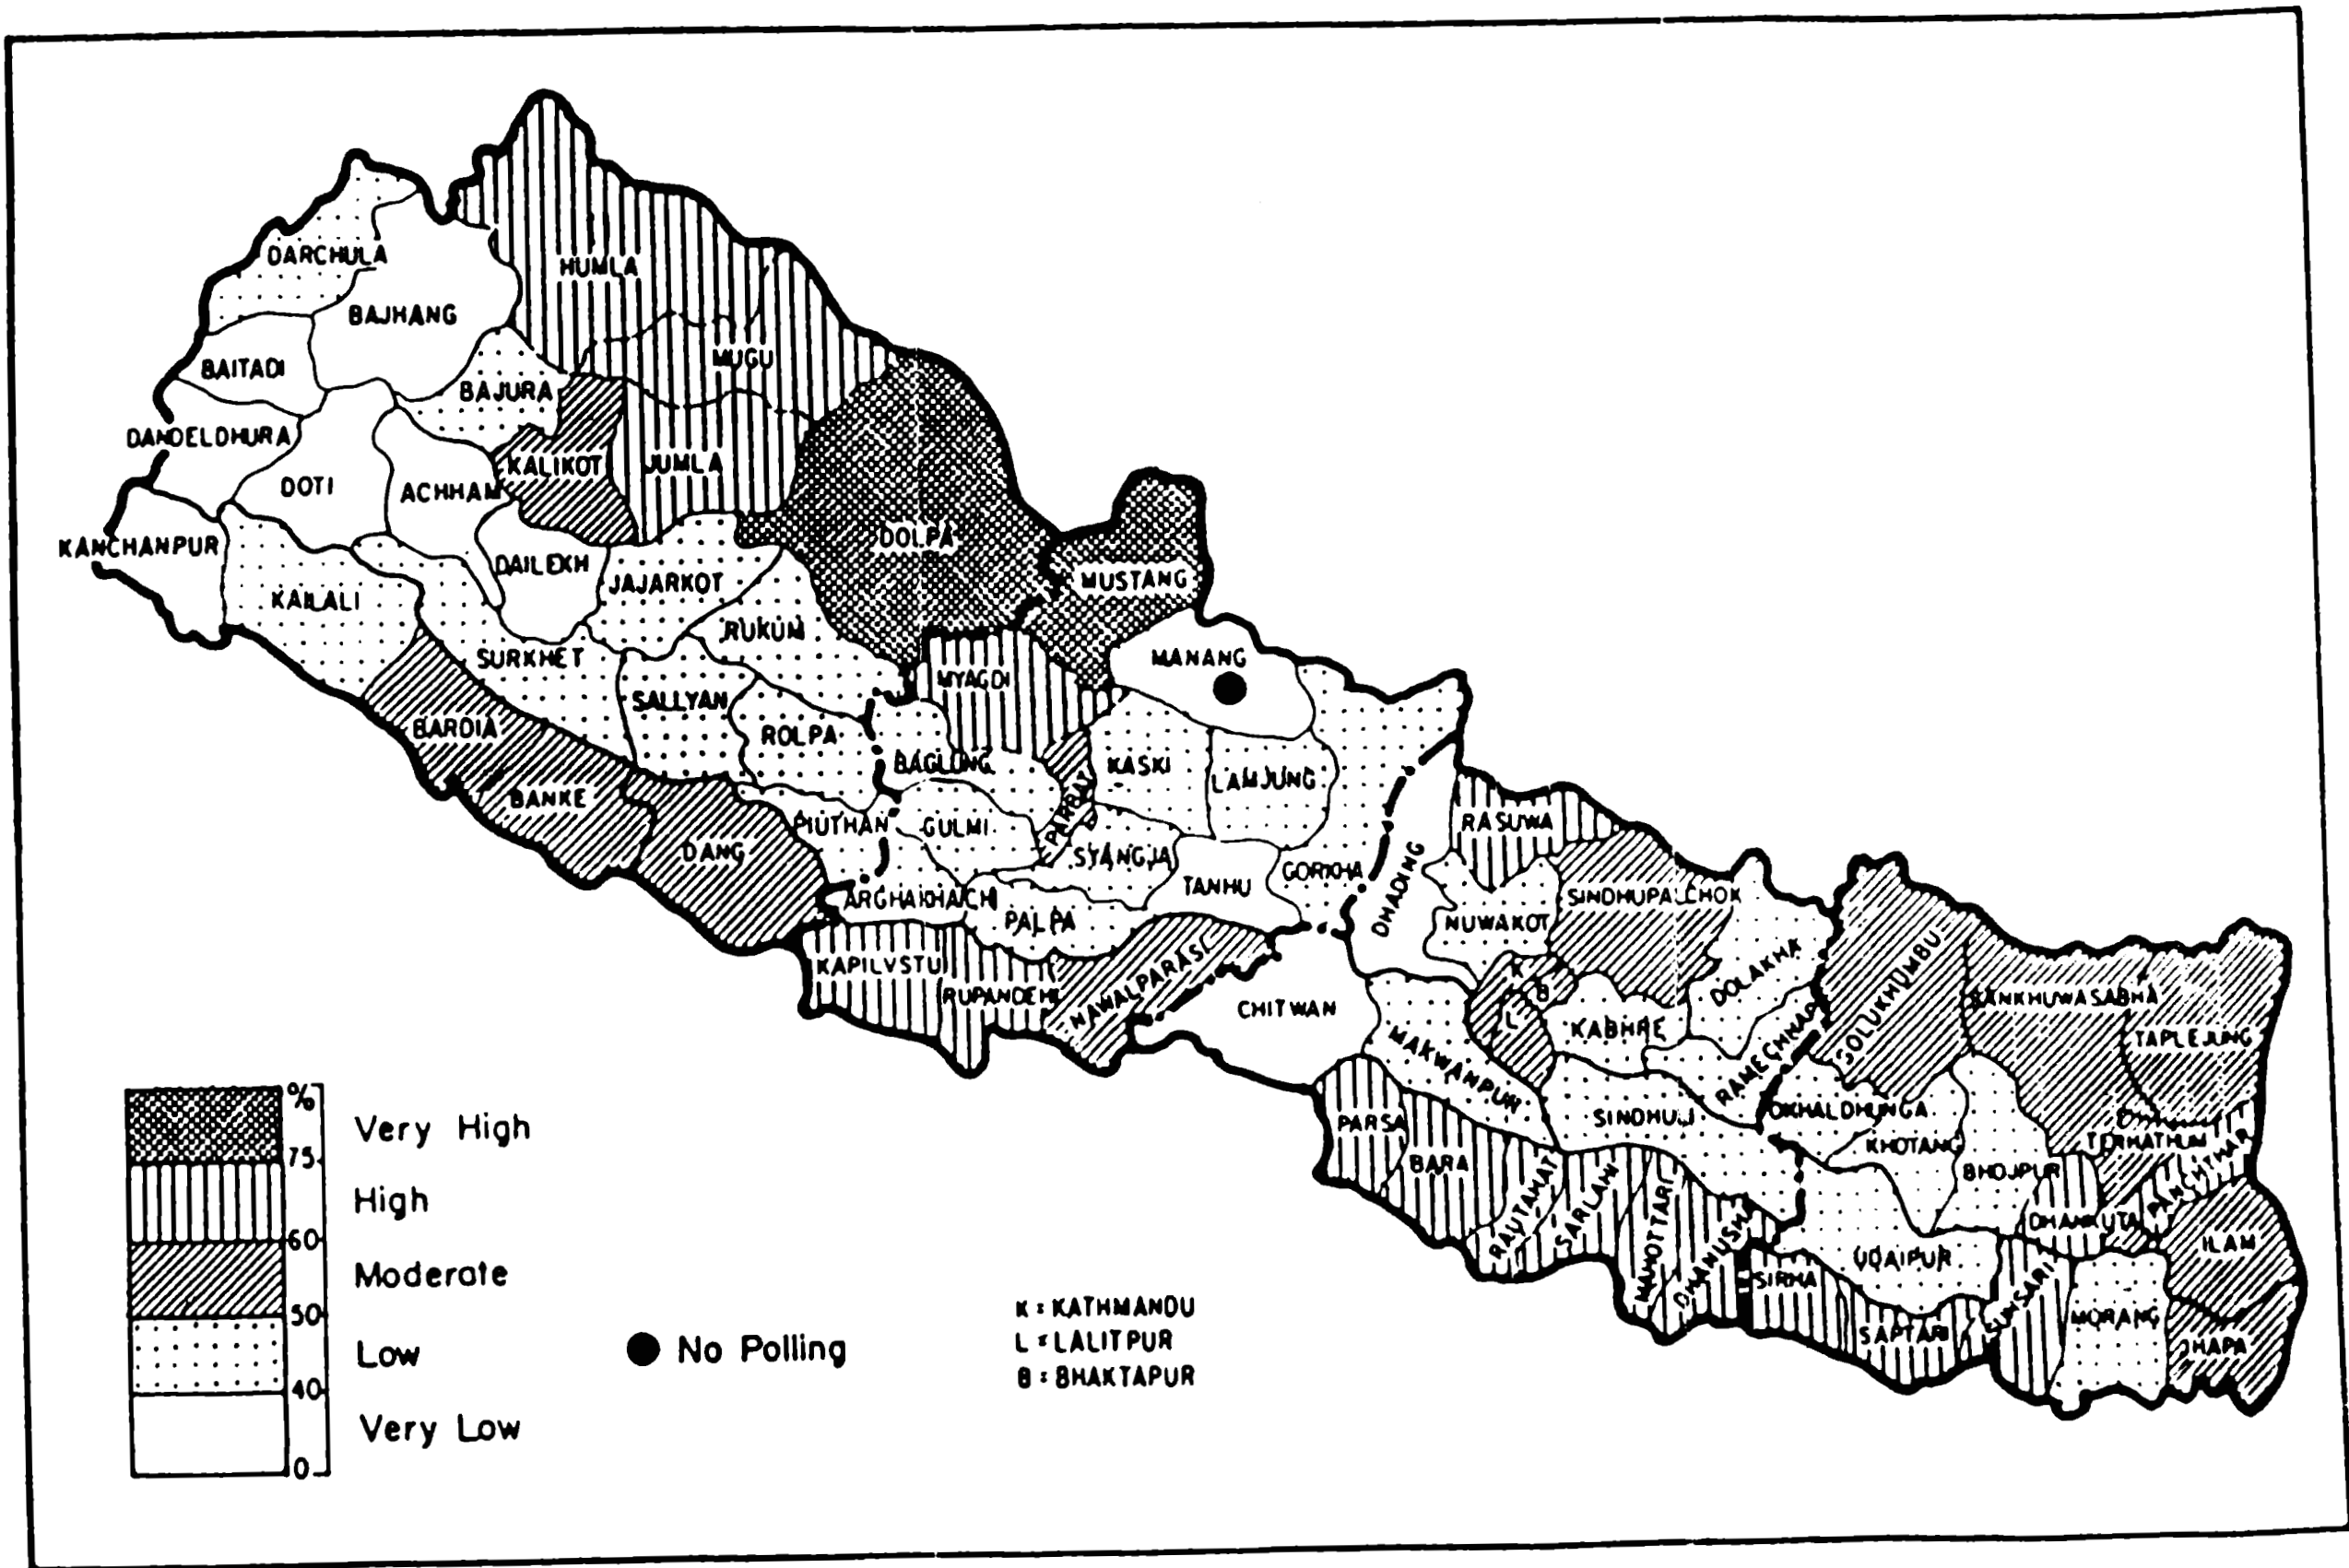 HUMLA
DARCHULA
BAJHANG
MUGU
BAITADI
BAJURA
DANDELDHURA
KALIKOT
JUMLA
DOTI
ACHHAM
DOLPA
KANCHANPUR
DAILEKH
JAJARKOT
MUSTANG
KAILALI
RUKUM
SURKHET
MANANG
MYAGDI
SALLYAN
BARDIA
ROLPA
BAGLUNG
KASKI
LAMJUNG
BANKE
PARBAT
PIUTHAN
GULMI
RASUWA
DANG
SYANGJA
TANHU
GORKHA
DHADING
ARGHAKHACHI
PALPA
NUWAKOT
SINDHUPALCHOK
KAPILVSTU
RUPANDEHI
NAWALPARASI
CHITWAN
K
B
L
KABHRE
DOLAKHA
SOLUKHUMBU
SANKHUWASABHA
TAPLEJUNG
MAKWANPUR
RAMECHHAP
PARSA
SINDHULI
OKHALDHUNGA
KHOTANG
TERHATHUM
BARA
BHOJPUR
PANCHTHAR
RAUTAHAT
SARLAHI
MAHOTTARI
DHANUSHA
DHANKUTA
ILAM
UDAIPUR
SIRHA
SAPTARI
SUNSARI
MORANG
JHAPA
%
Very High
75
High
60
Moderate
50
Low
40
Very Low
0
No Polling
K = KATHMANDU
L = LALITPUR
B = BHAKTAPUR